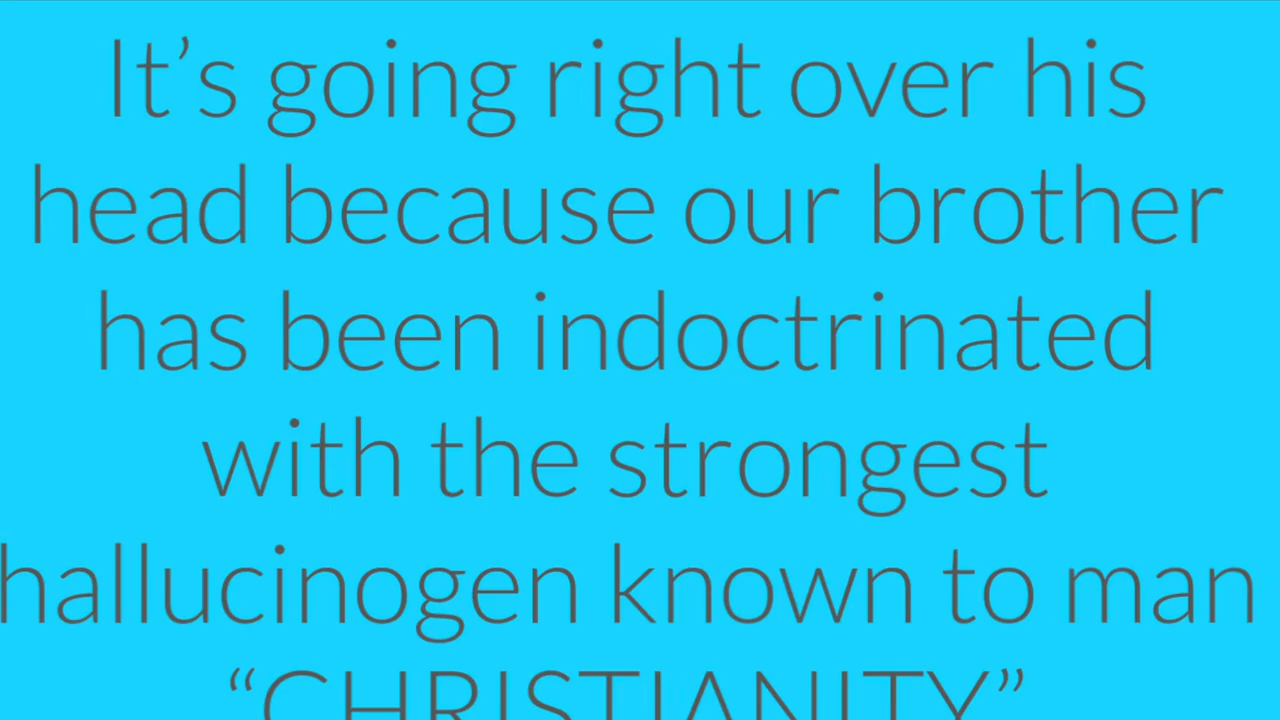 It’s going right over his
head because our brother
has been indoctrinated
with the strongest
hallucinogen known to man
“CHRISTIANITY”